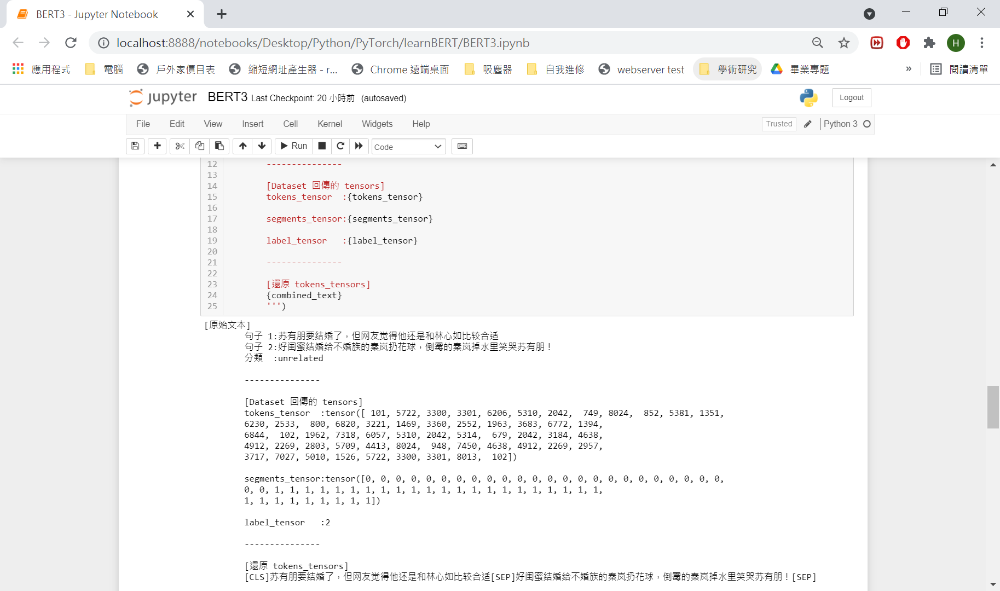 BERT3 - Jupyter Notebook
localhost:8888/notebooks/Desktop/Python/PyTorch/learnBERT/BERT3.ipynb
H
應用程式 電腦 戶外家價目表 縮短網址產生器 - r... Chrome 遠端桌面 吸塵器 自我進修 webserver test 學術研究 畢業專題 » 閱讀清單
jupyter BERT3 Last Checkpoint: 20 小時前 (autosaved) Logout
File Edit View Insert Cell Kernel Widgets Help Trusted Python 3
Run Code
12 ---------------
13
14 [Dataset 回傳的 tensors]
15 tokens_tensor  :{tokens_tensor}
16
17 segments_tensor:{segments_tensor}
18
19 label_tensor   :{label_tensor}
20
21 ---------------
22
23 [還原 tokens_tensors]
24 {combined_text}
25 ''')
[原始文本]
句子 1:苏有朋要结婚了，但网友觉得他还是和林心如比较合适
句子 2:好闺蜜结婚给不婚族的秦岚扔花球，倒霉的秦岚掉水里笑哭苏有朋！
分類  :unrelated
---------------
[Dataset 回傳的 tensors]
tokens_tensor  :tensor([ 101, 5722, 3300, 3301, 6206, 5310, 2042,  749, 8024,  852, 5381, 1351,
6230, 2533,  800, 6820, 3221, 1469, 3360, 2552, 1963, 3683, 6772, 1394,
6844,  102, 1962, 7318, 6057, 5310, 2042, 5314,  679, 2042, 3184, 4638,
4912, 2269, 2803, 5709, 4413, 8024,  948, 7450, 4638, 4912, 2269, 2957,
3717, 7027, 5010, 1526, 5722, 3300, 3301, 8013,  102])
segments_tensor:tensor([0, 0, 0, 0, 0, 0, 0, 0, 0, 0, 0, 0, 0, 0, 0, 0, 0, 0, 0, 0, 0, 0, 0, 0,
0, 0, 1, 1, 1, 1, 1, 1, 1, 1, 1, 1, 1, 1, 1, 1, 1, 1, 1, 1, 1, 1, 1, 1,
1, 1, 1, 1, 1, 1, 1, 1, 1])
label_tensor   :2
---------------
[還原 tokens_tensors]
[CLS]苏有朋要结婚了，但网友觉得他还是和林心如比较合适[SEP]好闺蜜结婚给不婚族的秦岚扔花球，倒霉的秦岚掉水里笑哭苏有朋！[SEP]